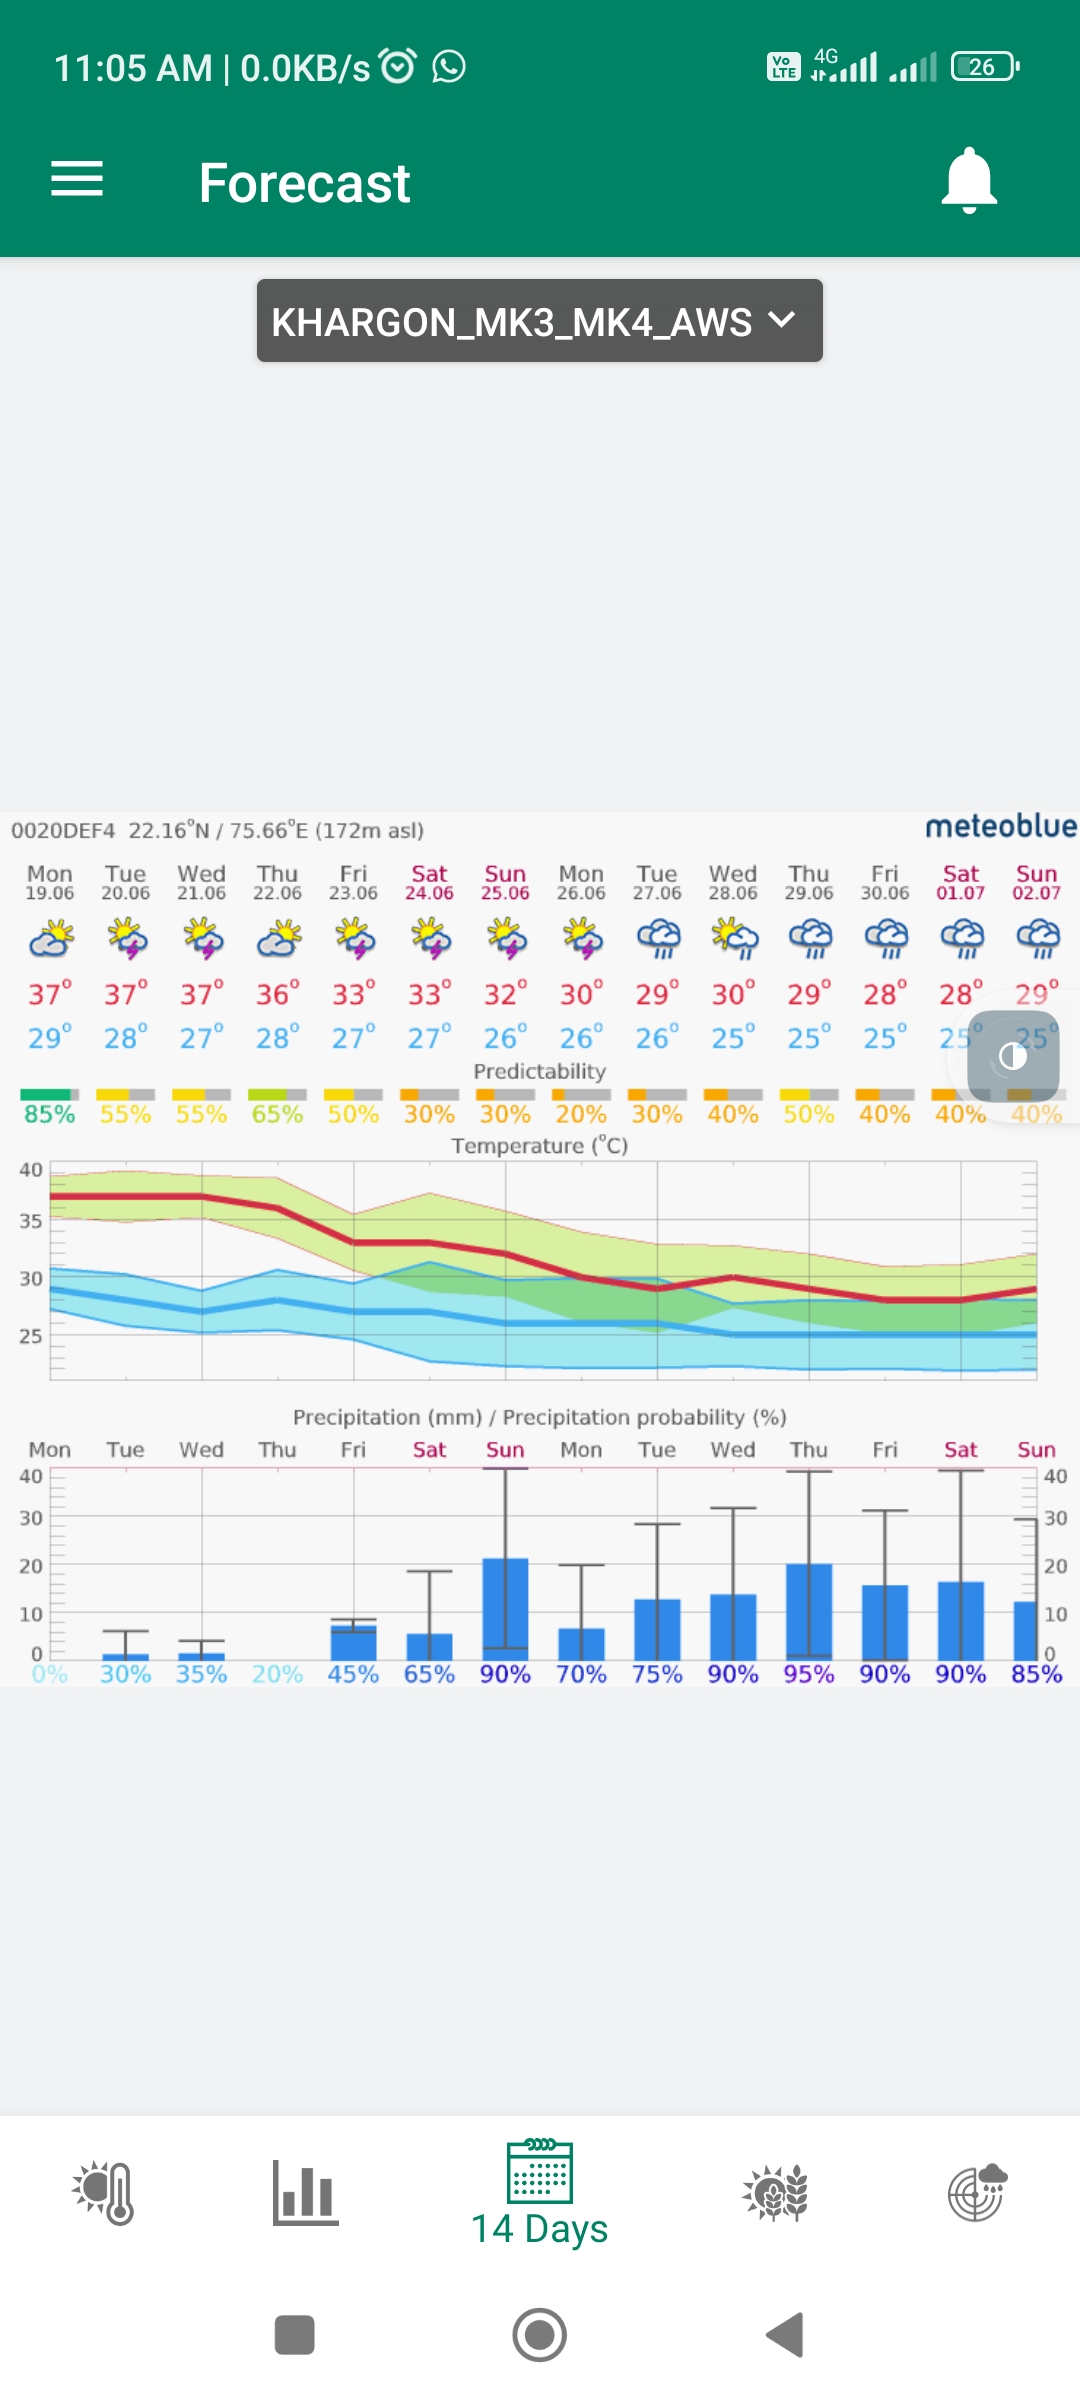 11:05 AM | 0.0KB/s Vo LTE 4G 26
Forecast
KHARGON_MK3_MK4_AWS
0020DEF4 22.16°N / 75.66°E (172m asl) meteoblue
Mon Tue Wed Thu Fri Sat Sun Mon Tue Wed Thu Fri Sat Sun
19.06 20.06 21.06 22.06 23.06 24.06 25.06 26.06 27.06 28.06 29.06 30.06 01.07 02.07
37° 37° 37° 36° 33° 33° 32° 30° 29° 30° 29° 28° 28° 29°
29° 28° 27° 28° 27° 27° 26° 26° 26° 25° 25° 25° 25° 25°
Predictability
85% 55% 55% 65% 50% 30% 30% 20% 30% 40% 50% 40% 40% 40%
Temperature (°C)
40
35
30
25
Precipitation (mm) / Precipitation probability (%)
Mon Tue Wed Thu Fri Sat Sun Mon Tue Wed Thu Fri Sat Sun
40 40
30 30
20 20
10 10
0 0
0% 30% 35% 20% 45% 65% 90% 70% 75% 90% 95% 90% 90% 85%
14 Days